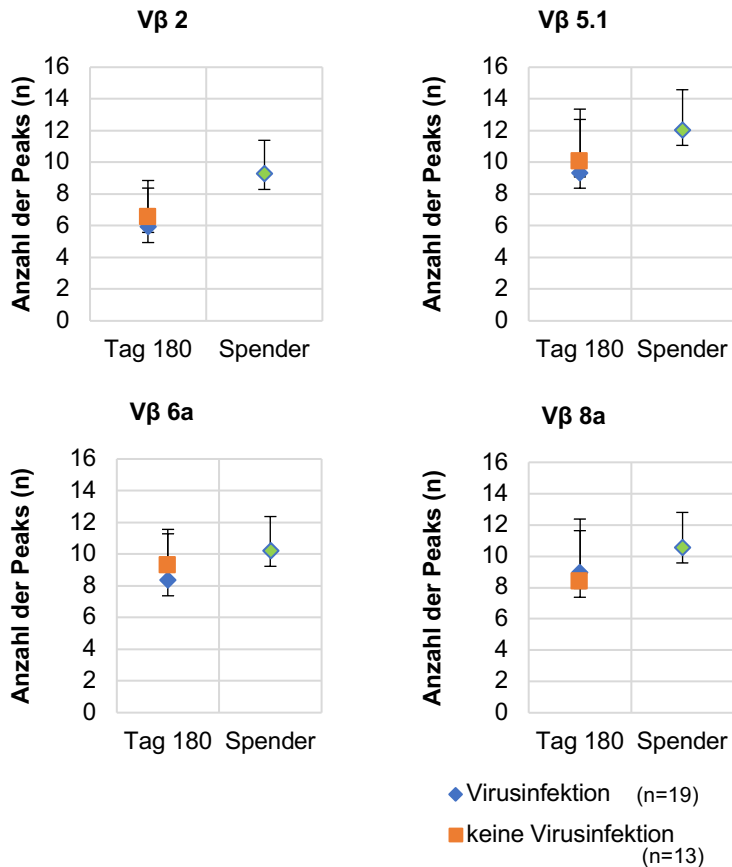 Vβ 2
Anzahl der Peaks (n)
16
14
12
10
8
6
4
2
0
Tag 180 Spender
Vβ 5.1
Anzahl der Peaks (n)
16
14
12
10
8
6
4
2
0
Tag 180 Spender
Vβ 6a
Anzahl der Peaks (n)
16
14
12
10
8
6
4
2
0
Tag 180 Spender
Vβ 8a
Anzahl der Peaks (n)
16
14
12
10
8
6
4
2
0
Tag 180 Spender
Virusinfektion (n=19)
keine Virusinfektion
(n=13)